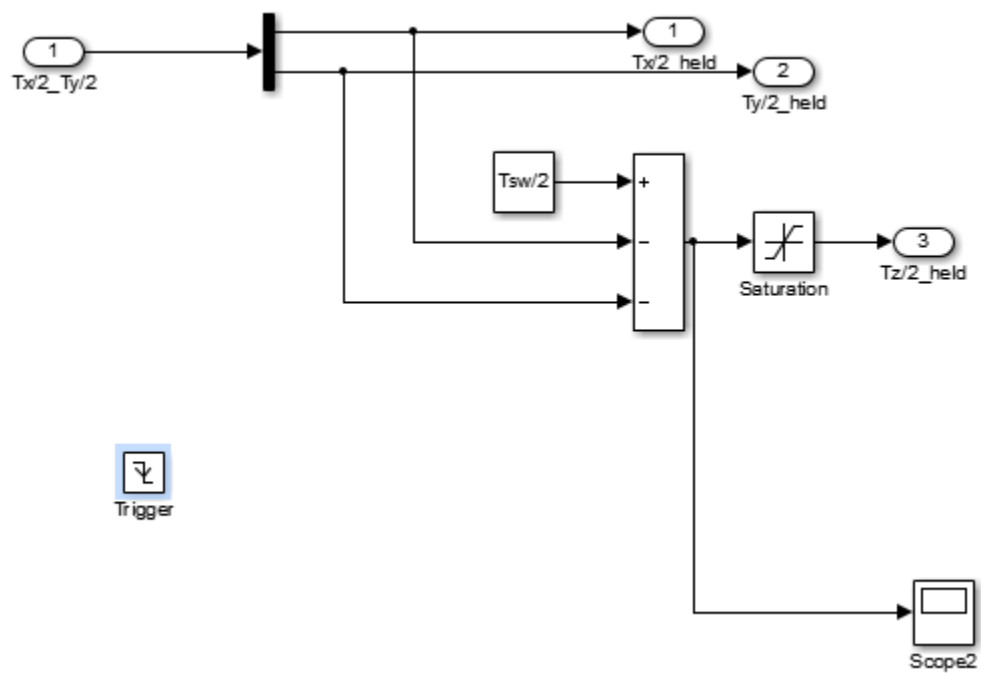 1
Tx/2_Ty/2
1
Tx/2_held
2
Ty/2_held
Tsw/2
+
−
−
Saturation
3
Tz/2_held
Trigger
Scope2